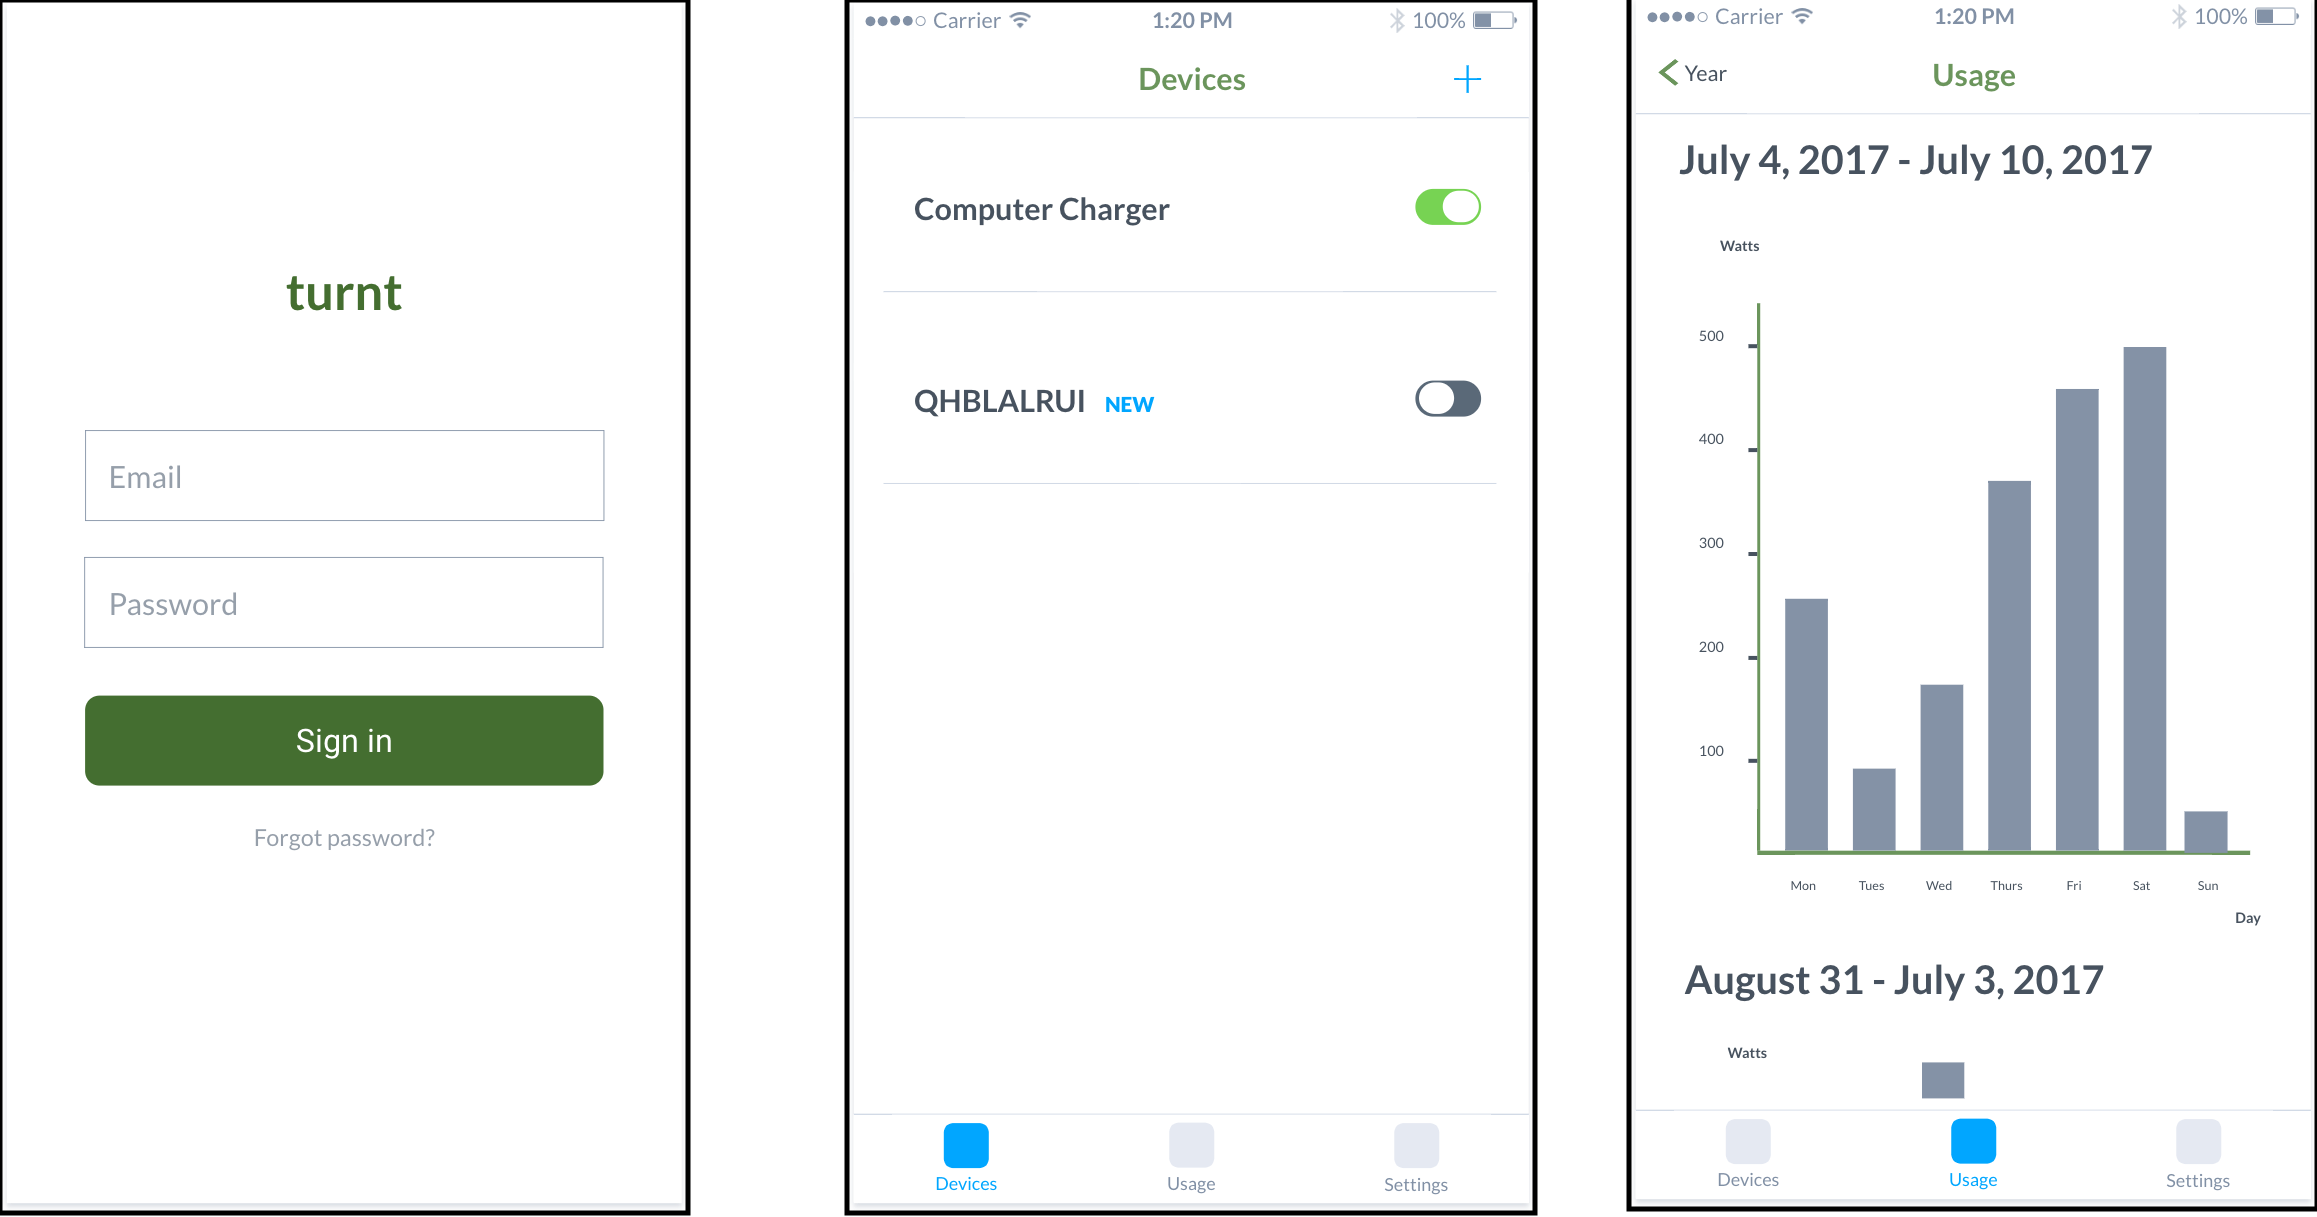 turnt
Email
Password
Sign in
Forgot password?
Carrier 1:20 PM 100%
Devices
Computer Charger
QHBLALRUI NEW
Devices Usage Settings
Carrier 1:20 PM 100%
Year Usage
July 4, 2017 - July 10, 2017
Watts
500
400
300
200
100
Mon Tues Wed Thurs Fri Sat Sun
Day
August 31 - July 3, 2017
Watts
Devices Usage Settings